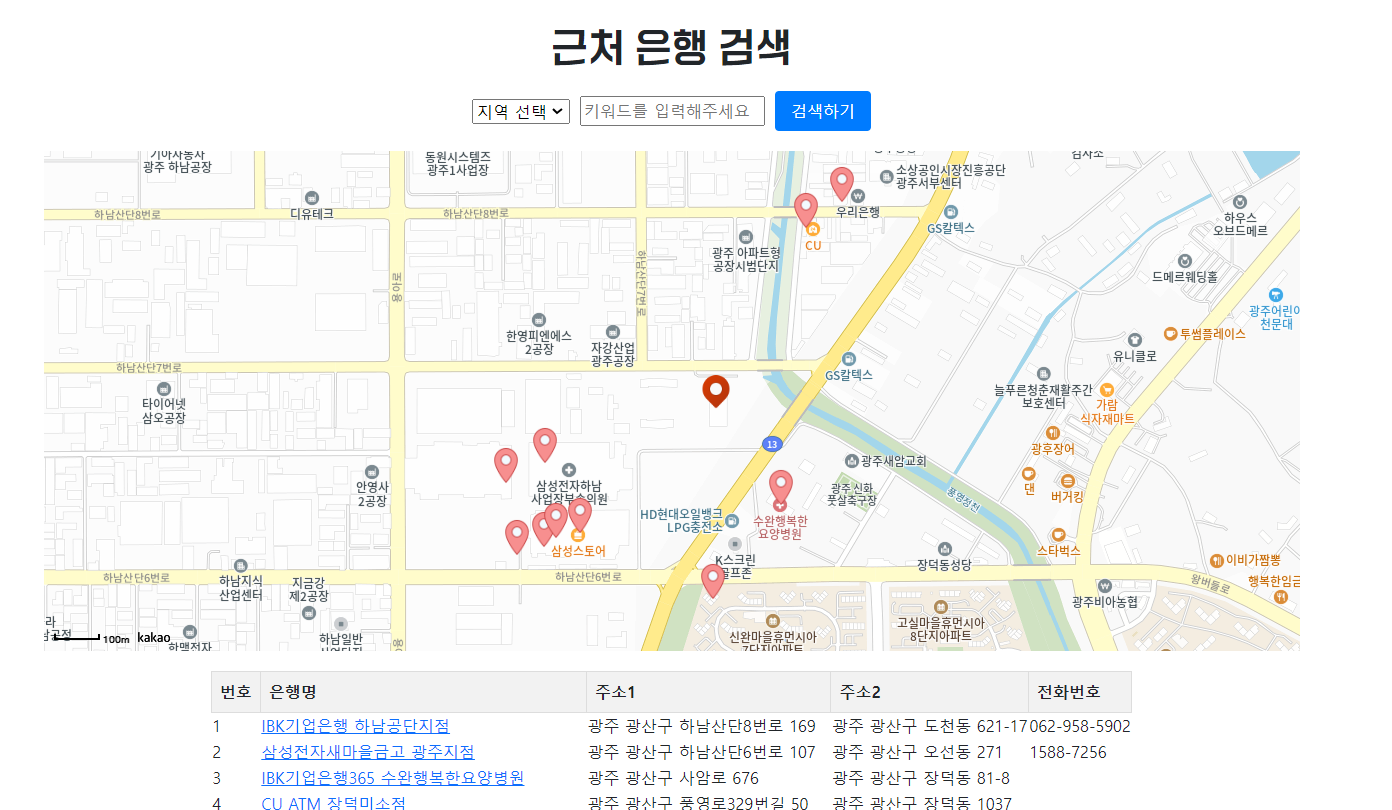 근처 은행 검색
지역 선택
키워드를 입력해주세요
검색하기
기아자동차
광주 하남공장
동원시스템즈
광주1사업장
소상공인시장진흥공단
광주서부센터
검사소
디유테크
하남산단8번로
하남산단8번로
우리은행
CU
GS칼텍스
하우스
오브드메르
광주 아파트형
공장시범단지
하남산단7번로
드메르웨딩홀
광주어린이
천문대
한영피엔에스
2공장
자강산업
광주공장
투썸플레이스
유니클로
하남산단7번로
GS칼텍스
늘푸른청춘재활주간
보호센터
타이어넷
삼오공장
가람
식자재마트
13
광후장어
광주새암교회
안영사
2공장
삼성전자하남
사업장부속의원
광주 신화
풋살축구장
댄
버거킹
풍영정천
HD현대오일뱅크
LPG충전소
수완행복한
요양병원
삼성스토어
K스크린
골프존
스타벅스
장덕동성당
이비가짬뽕
하남산단6번로
하남산단6번로
하남지식
산업센터
지금강
제2공장
왕버들로
행복한임금
광주비아농협
하남일반
신완마을휴먼시아
7단지아파트
고실마을휴먼시아
8단지아파트
100m
kakao
한맥전자
번호 은행명 주소1 주소2 전화번호
1 IBK기업은행 하남공단지점 광주 광산구 하남산단8번로 169 광주 광산구 도천동 621-17 062-958-5902
2 삼성전자새마을금고 광주지점 광주 광산구 하남산단6번로 107 광주 광산구 오선동 271 1588-7256
3 IBK기업은행365 수완행복한요양병원 광주 광산구 사암로 676 광주 광산구 장덕동 81-8
4 CU ATM 장덕미소점 광주 광산구 풍영로329번길 50 광주 광산구 장덕동 1037